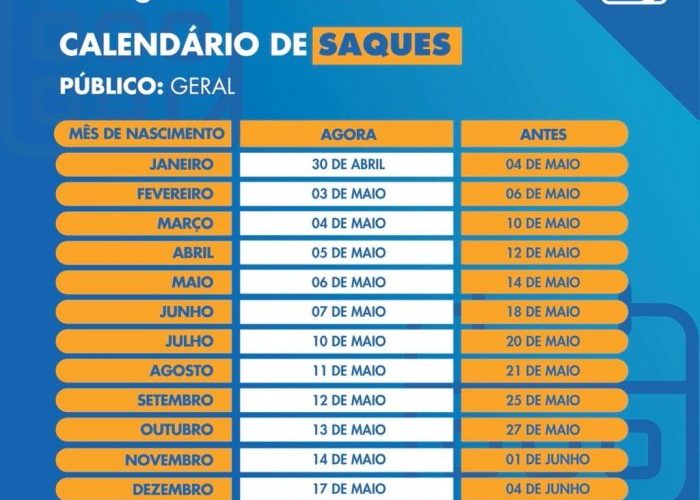 CALENDÁRIO DE SAQUES
PÚBLICO: GERAL
MÊS DE NASCIMENTO AGORA ANTES
JANEIRO 30 DE ABRIL 04 DE MAIO
FEVEREIRO 03 DE MAIO 06 DE MAIO
MARÇO 04 DE MAIO 10 DE MAIO
ABRIL 05 DE MAIO 12 DE MAIO
MAIO 06 DE MAIO 14 DE MAIO
JUNHO 07 DE MAIO 18 DE MAIO
JULHO 10 DE MAIO 20 DE MAIO
AGOSTO 11 DE MAIO 21 DE MAIO
SETEMBRO 12 DE MAIO 25 DE MAIO
OUTUBRO 13 DE MAIO 27 DE MAIO
NOVEMBRO 14 DE MAIO 01 DE JUNHO
DEZEMBRO 17 DE MAIO 04 DE JUNHO